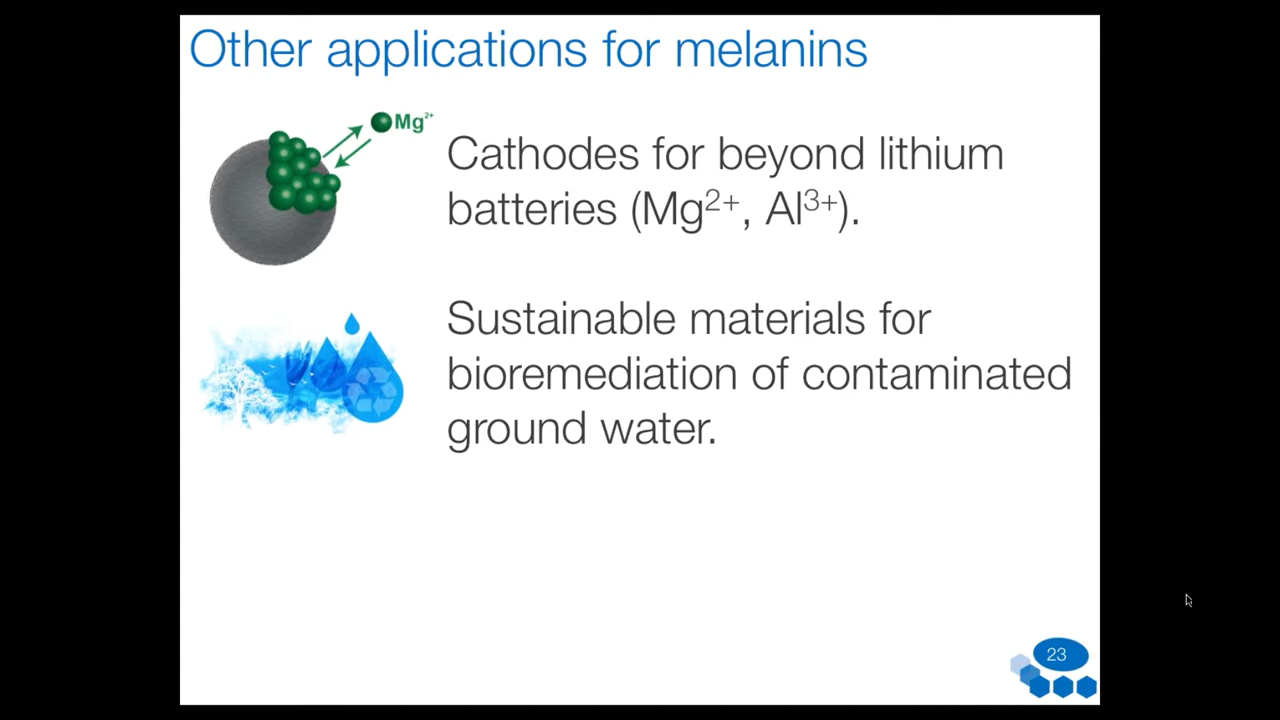 Other applications for melanins
Mg²⁺
Cathodes for beyond lithium
batteries (Mg²⁺, Al³⁺).
Sustainable materials for
bioremediation of contaminated
ground water.
23